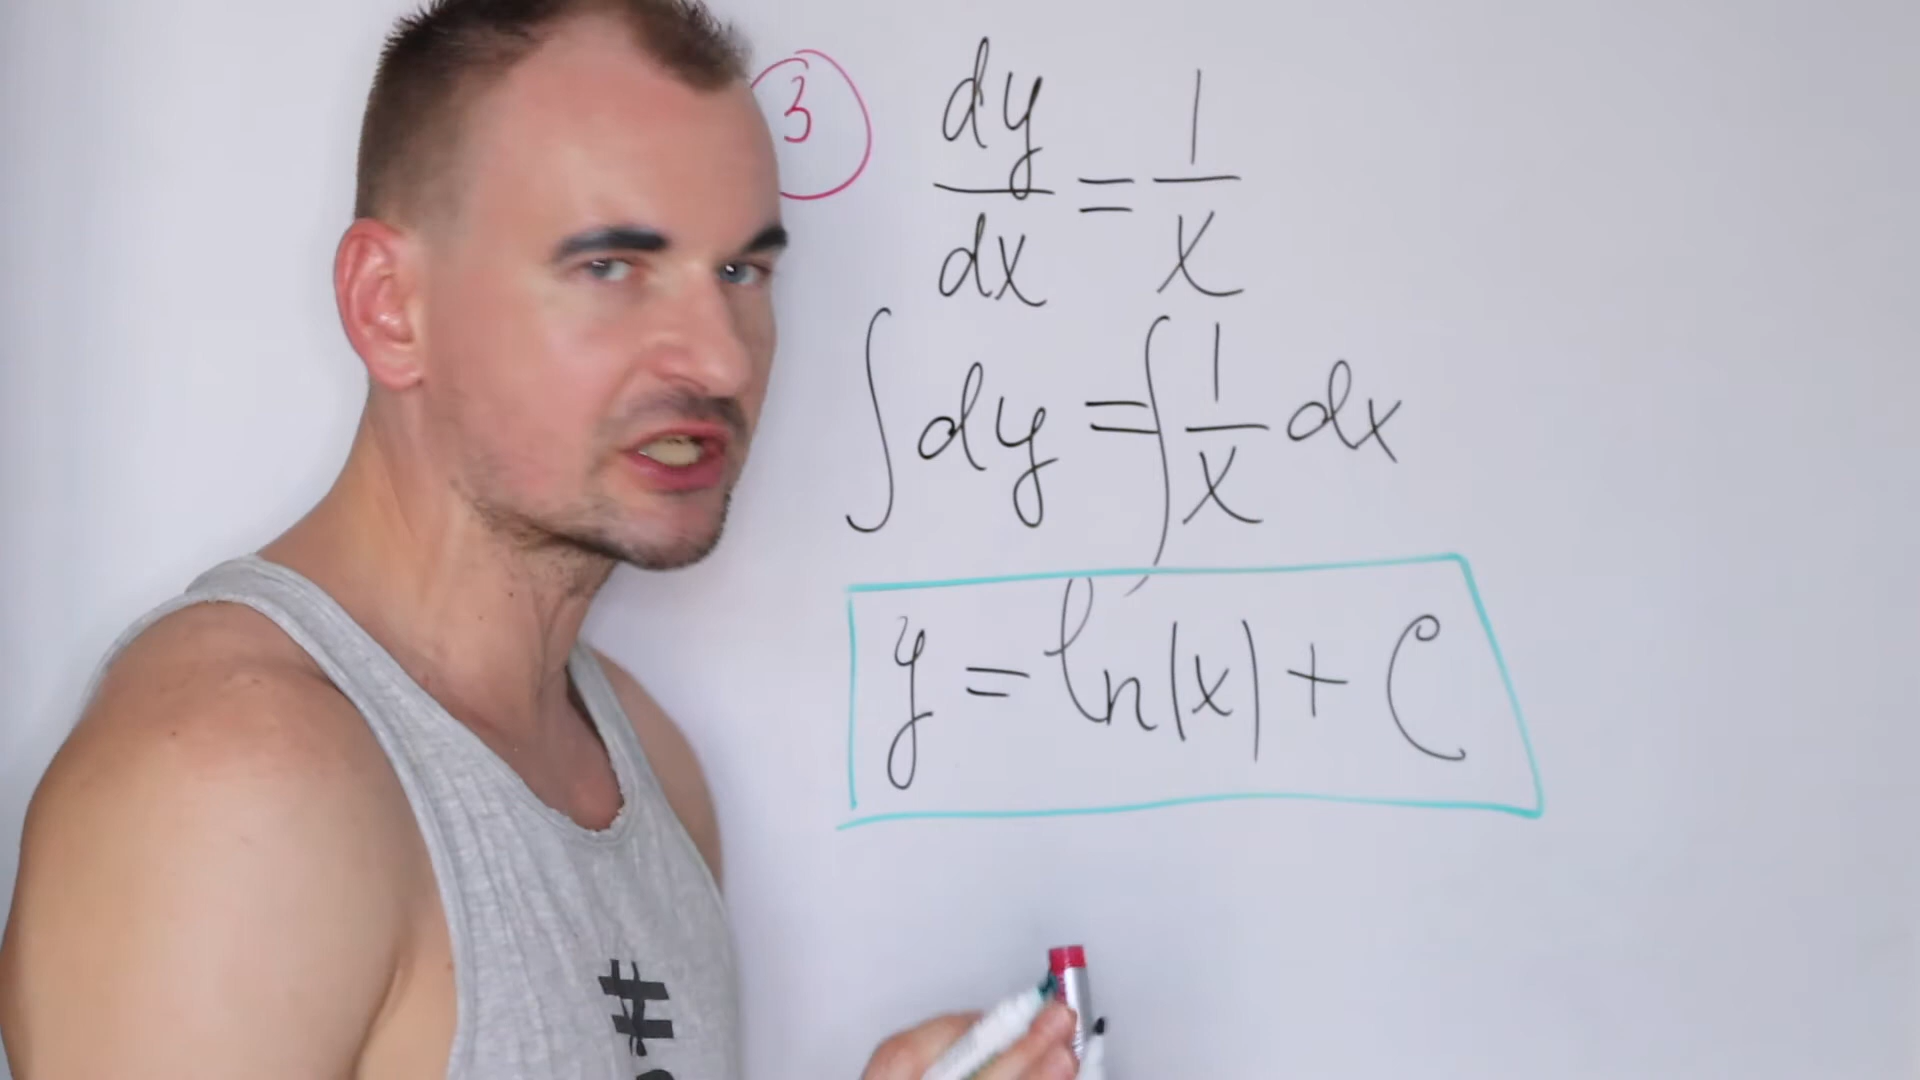 3
dy/dx = 1/x
∫ dy = ∫ 1/x dx
y = ln|x| + C
#